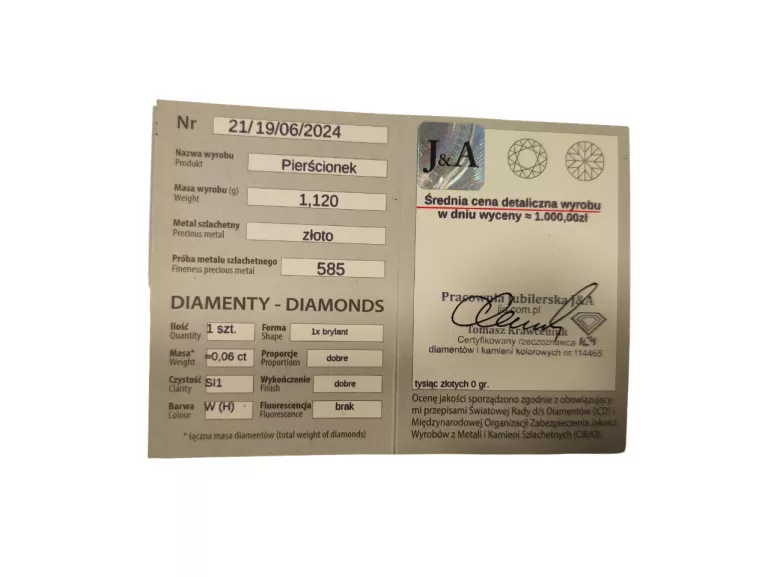 Nr 21/19/06/2024
Nazwa wyrobu
Produkt
Pierścionek
Masa wyrobu (g)
Weight
1,120
Metal szlachetny
Precious metal
złoto
Próba metalu szlachetnego
Fineness precious metal
585
DIAMENTY - DIAMONDS
Ilość
Quantity
1 szt.
Forma
Shape
1x brylant
Masa*
Weight
≈0,06 ct
Proporcje
Proportions
dobre
Czystość
Clarity
SI1
Wykończenie
Finish
dobre
Barwa
Colour
W (H)
Fluorescencja
Fluorescence
brak
* łączna masa diamentów (total weight of diamonds)
J&A
Średnia cena detaliczna wyrobu
w dniu wyceny ≈ 1.000,00zł
Pracownia Jubilerska J&A
Tomasz Krawczuk
Certyfikowany rzeczoznawca
diamentów i kamieni kolorowych nr.114465
tysiąc złotych 0 gr.
Ocenę jakości sporządzono zgodnie z obowiązując-
mi przepisami Światowej Rady d/s Diamentów (ICD) i
Międzynarodowej Organizacji Zabezpieczenia Jakości
Wyrobów z Metali i Kamieni Szlachetnych (CIBJO).